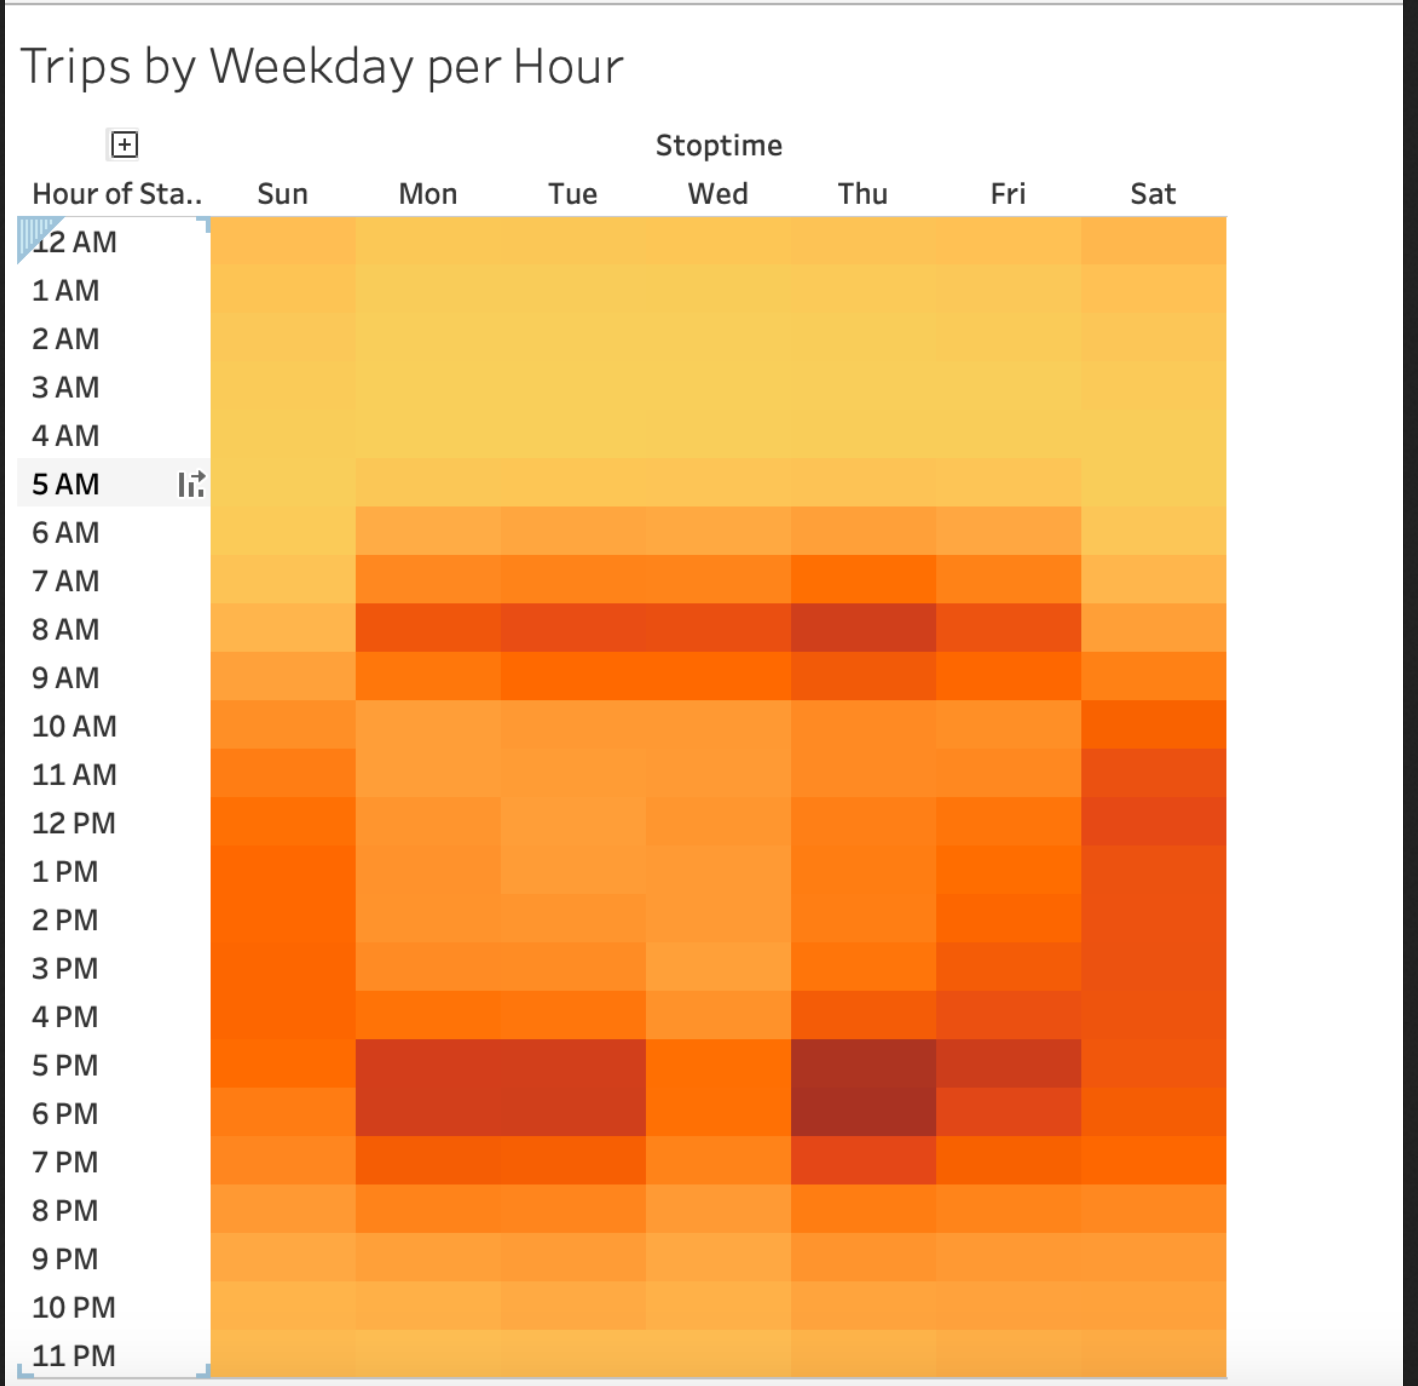 Trips by Weekday per Hour
Stoptime
Hour of Sta.. Sun Mon Tue Wed Thu Fri Sat
12 AM
1 AM
2 AM
3 AM
4 AM
5 AM
6 AM
7 AM
8 AM
9 AM
10 AM
11 AM
12 PM
1 PM
2 PM
3 PM
4 PM
5 PM
6 PM
7 PM
8 PM
9 PM
10 PM
11 PM